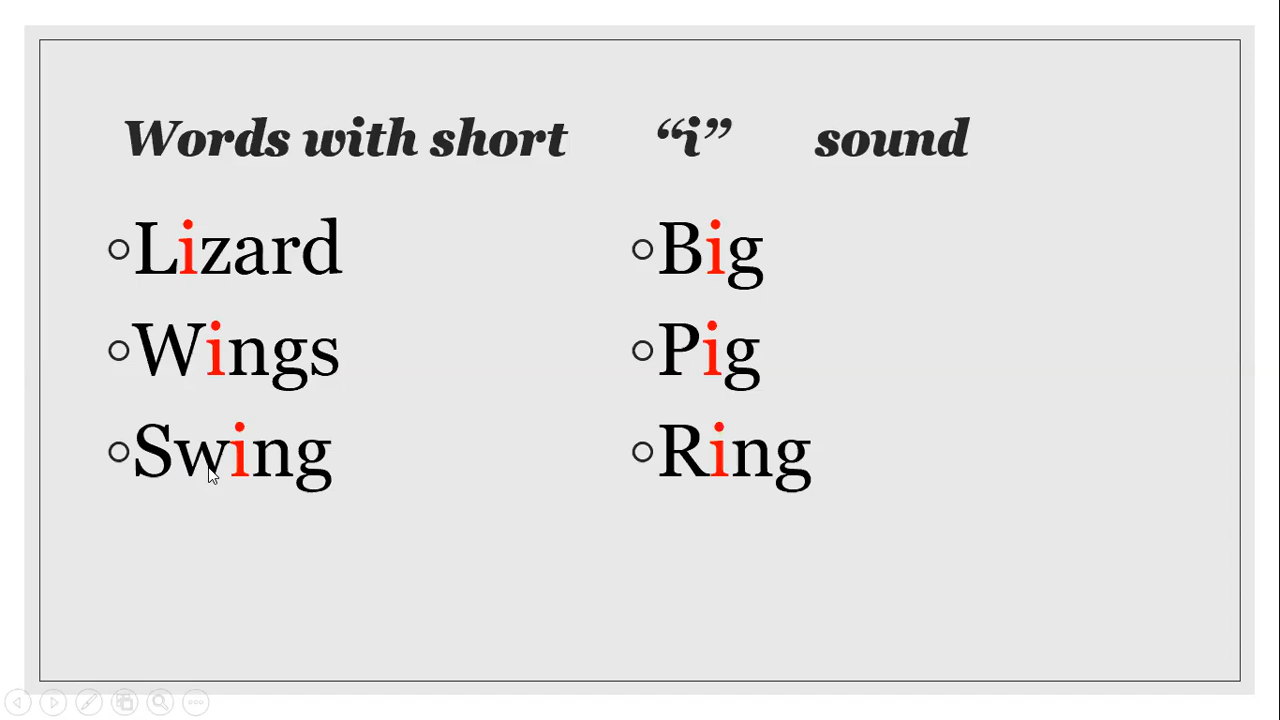 Words with short “i” sound
Lizard
Wings
Swing
Big
Pig
Ring